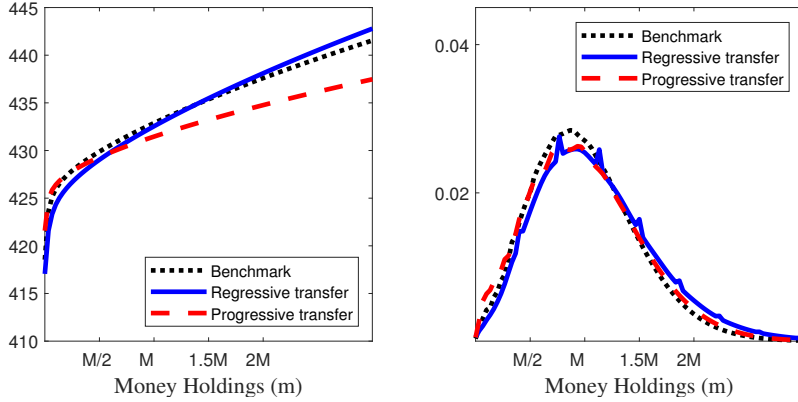 445
440
435
430
425
420
415
410
Benchmark
Regressive transfer
Progressive transfer
M/2 M 1.5M 2M
Money Holdings (m)
0.04
0.02
Benchmark
Regressive transfer
Progressive transfer
M/2 M 1.5M 2M
Money Holdings (m)